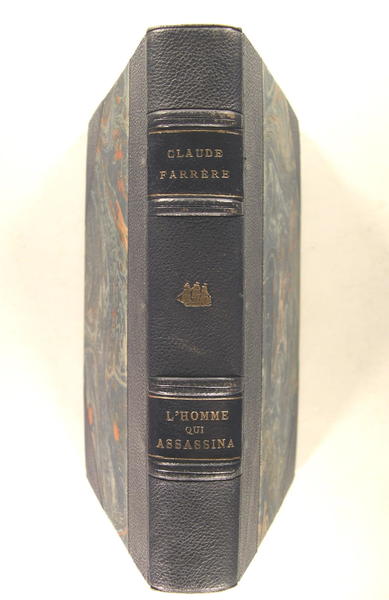 CLAUDE
FARRÈRE
L'HOMME
QUI
ASSASSINA